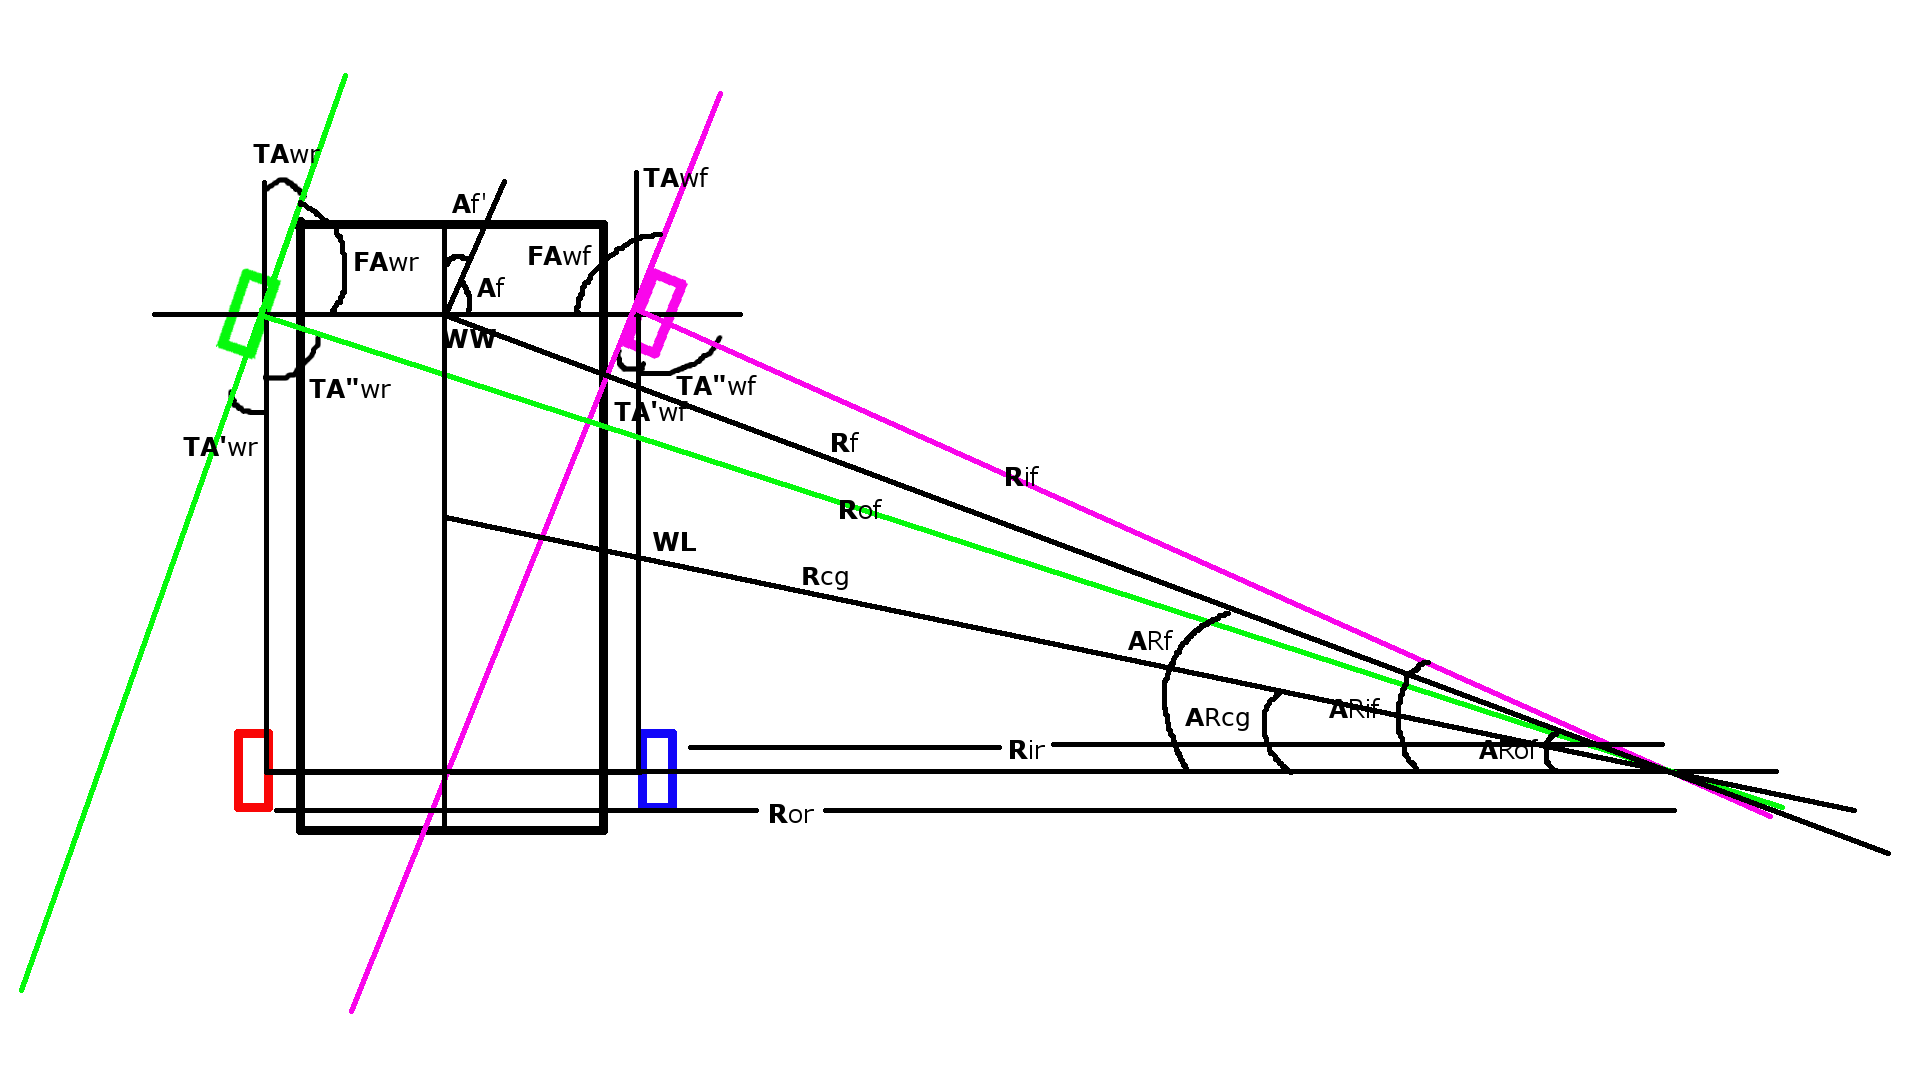 TAwr
TAwf
Af'
FAwr
FAwf
Af
WW
TA"wr
TA"wf
TA'wf
TA'wr
Rf
Rif
Rof
WL
Rcg
ARf
ARcg
ARif
ARof
Rir
Ror